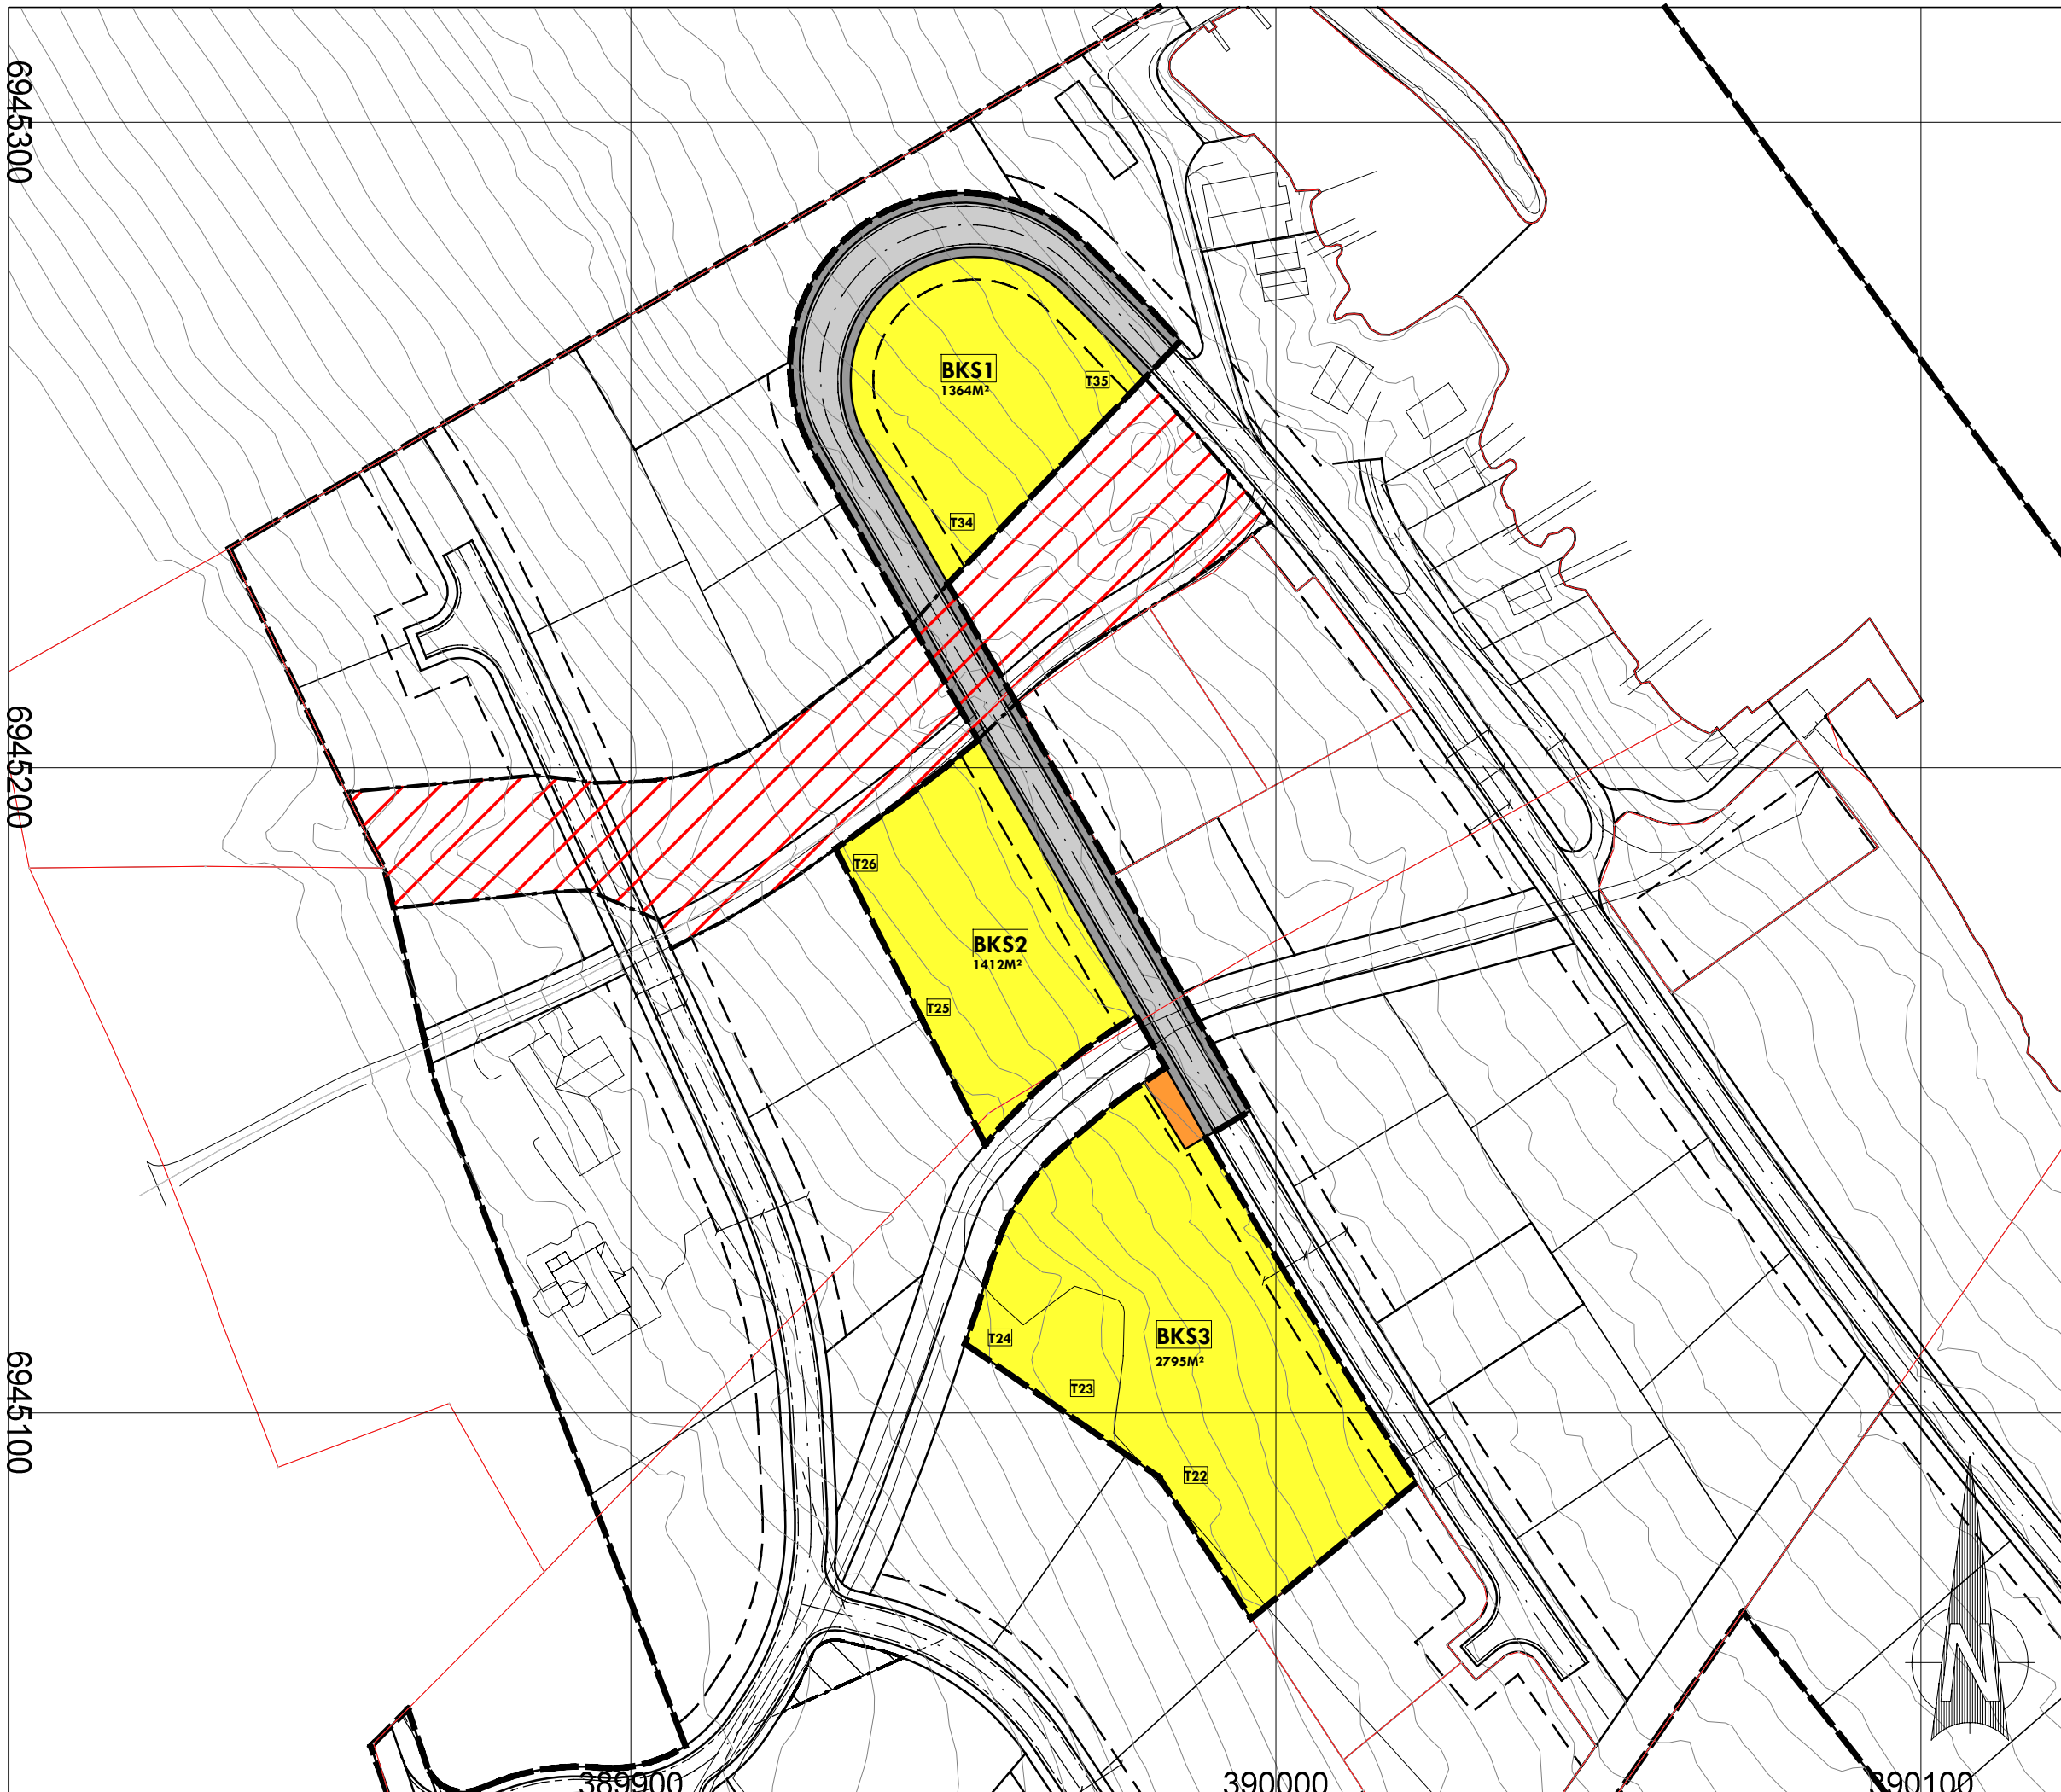 6945300
BKS1
1364M²
T35
T34
6945200
T26
BKS2
1412M²
T25
T24
BKS3
2795M²
T23
6945100
T22
N
389900
390000
390100